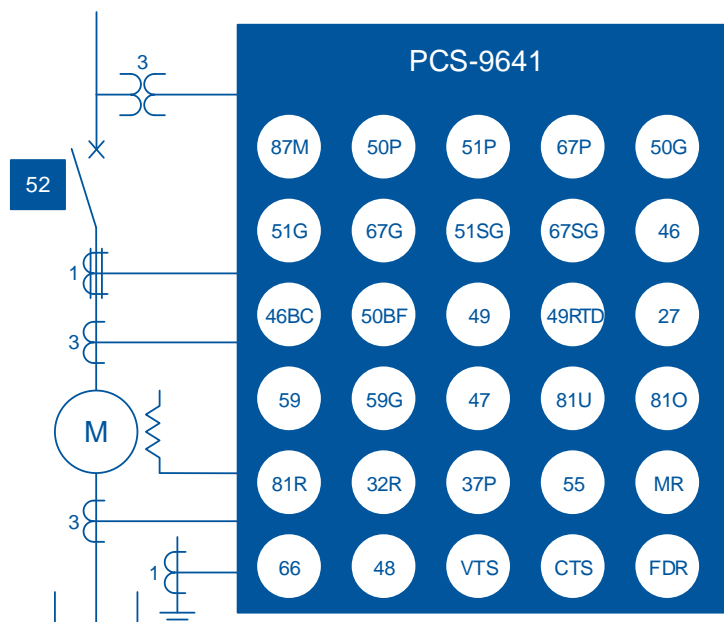 3
PCS-9641
87M 50P 51P 67P 50G
52
51G 67G 51SG 67SG 46
1
46BC 50BF 49 49RTD 27
3
59 59G 47 81U 81O
M
81R 32R 37P 55 MR
3
66 48 VTS CTS FDR
1